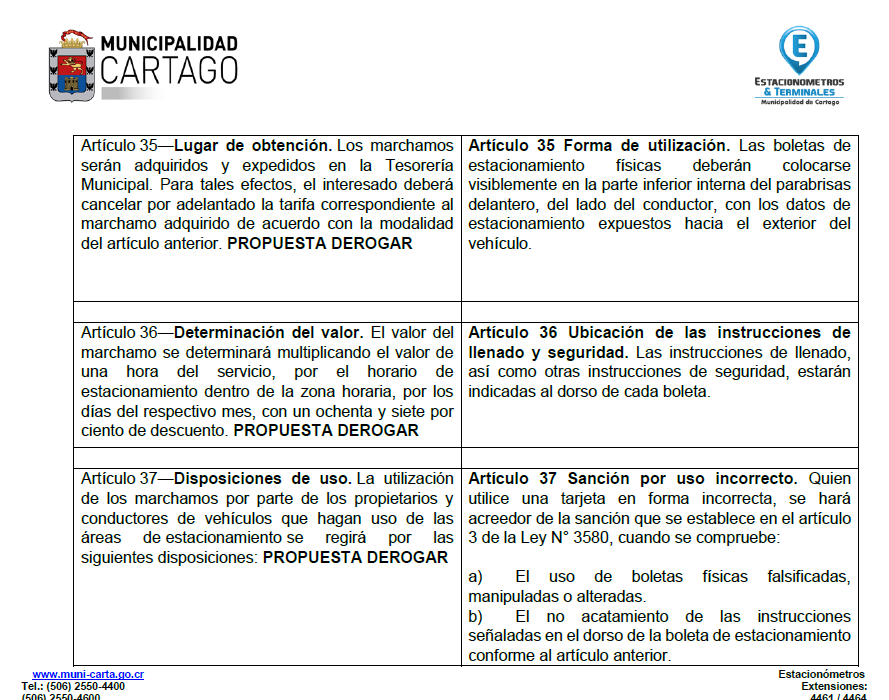 MUNICIPALIDAD
CARTAGO
E
ESTACIONOMETROS
& TERMINALES
Municipalidad de Cartago
Artículo 35—Lugar de obtención. Los marchamos
serán adquiridos y expedidos en la Tesorería
Municipal. Para tales efectos, el interesado deberá
cancelar por adelantado la tarifa correspondiente al
marchamo adquirido de acuerdo con la modalidad
del artículo anterior. PROPUESTA DEROGAR
Artículo 35 Forma de utilización. Las boletas de
estacionamiento físicas deberán colocarse
visiblemente en la parte inferior interna del parabrisas
delantero, del lado del conductor, con los datos de
estacionamiento expuestos hacia el exterior del
vehículo.
Artículo 36—Determinación del valor. El valor del
marchamo se determinará multiplicando el valor de
una hora del servicio, por el horario de
estacionamiento dentro de la zona horaria, por los
días del respectivo mes, con un ochenta y siete por
ciento de descuento. PROPUESTA DEROGAR
Artículo 36 Ubicación de las instrucciones de
llenado y seguridad. Las instrucciones de llenado,
así como otras instrucciones de seguridad, estarán
indicadas al dorso de cada boleta.
Artículo 37—Disposiciones de uso. La utilización
de los marchamos por parte de los propietarios y
conductores de vehículos que hagan uso de las
áreas de estacionamiento se regirá por las
siguientes disposiciones: PROPUESTA DEROGAR
Artículo 37 Sanción por uso incorrecto. Quien
utilice una tarjeta en forma incorrecta, se hará
acreedor de la sanción que se establece en el artículo
3 de la Ley N° 3580, cuando se compruebe:
a) El uso de boletas físicas falsificadas,
manipuladas o alteradas.
b) El no acatamiento de las instrucciones
señaladas en el dorso de la boleta de estacionamiento
conforme al artículo anterior.
www.muni-carta.go.cr
Tel.: (506) 2550-4400
(506) 2550-4600
Estacionómetros
Extensiones:
4461 / 4464